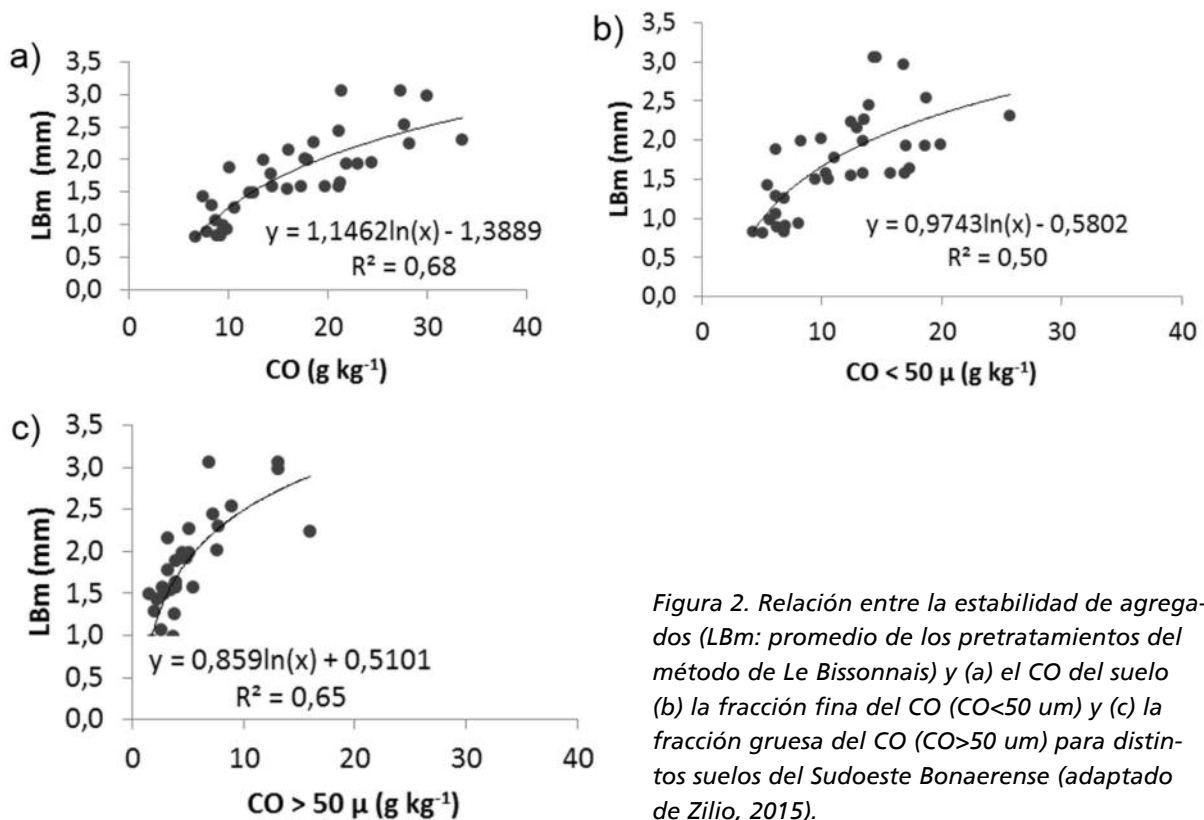 a)
LBm (mm)
3,5
3,0
2,5
2,0
1,5
1,0
0,5
0,0
y = 1,1462ln(x) - 1,3889
R² = 0,68
0 10 20 30 40
CO (g kg⁻¹)
b)
LBm (mm)
3,5
3,0
2,5
2,0
1,5
1,0
0,5
0,0
y = 0,9743ln(x) - 0,5802
R² = 0,50
0 10 20 30 40
CO < 50 µ (g kg⁻¹)
c)
LBm (mm)
3,5
3,0
2,5
2,0
1,5
1,0
0,5
0,0
y = 0,859ln(x) + 0,5101
R² = 0,65
0 10 20 30 40
CO > 50 µ (g kg⁻¹)
Figura 2. Relación entre la estabilidad de agrega-
dos (LBm: promedio de los pretratamientos del
método de Le Bissonnais) y (a) el CO del suelo
(b) la fracción fina del CO (CO<50 um) y (c) la
fracción gruesa del CO (CO>50 um) para distin-
tos suelos del Sudoeste Bonaerense (adaptado
de Zilio, 2015).